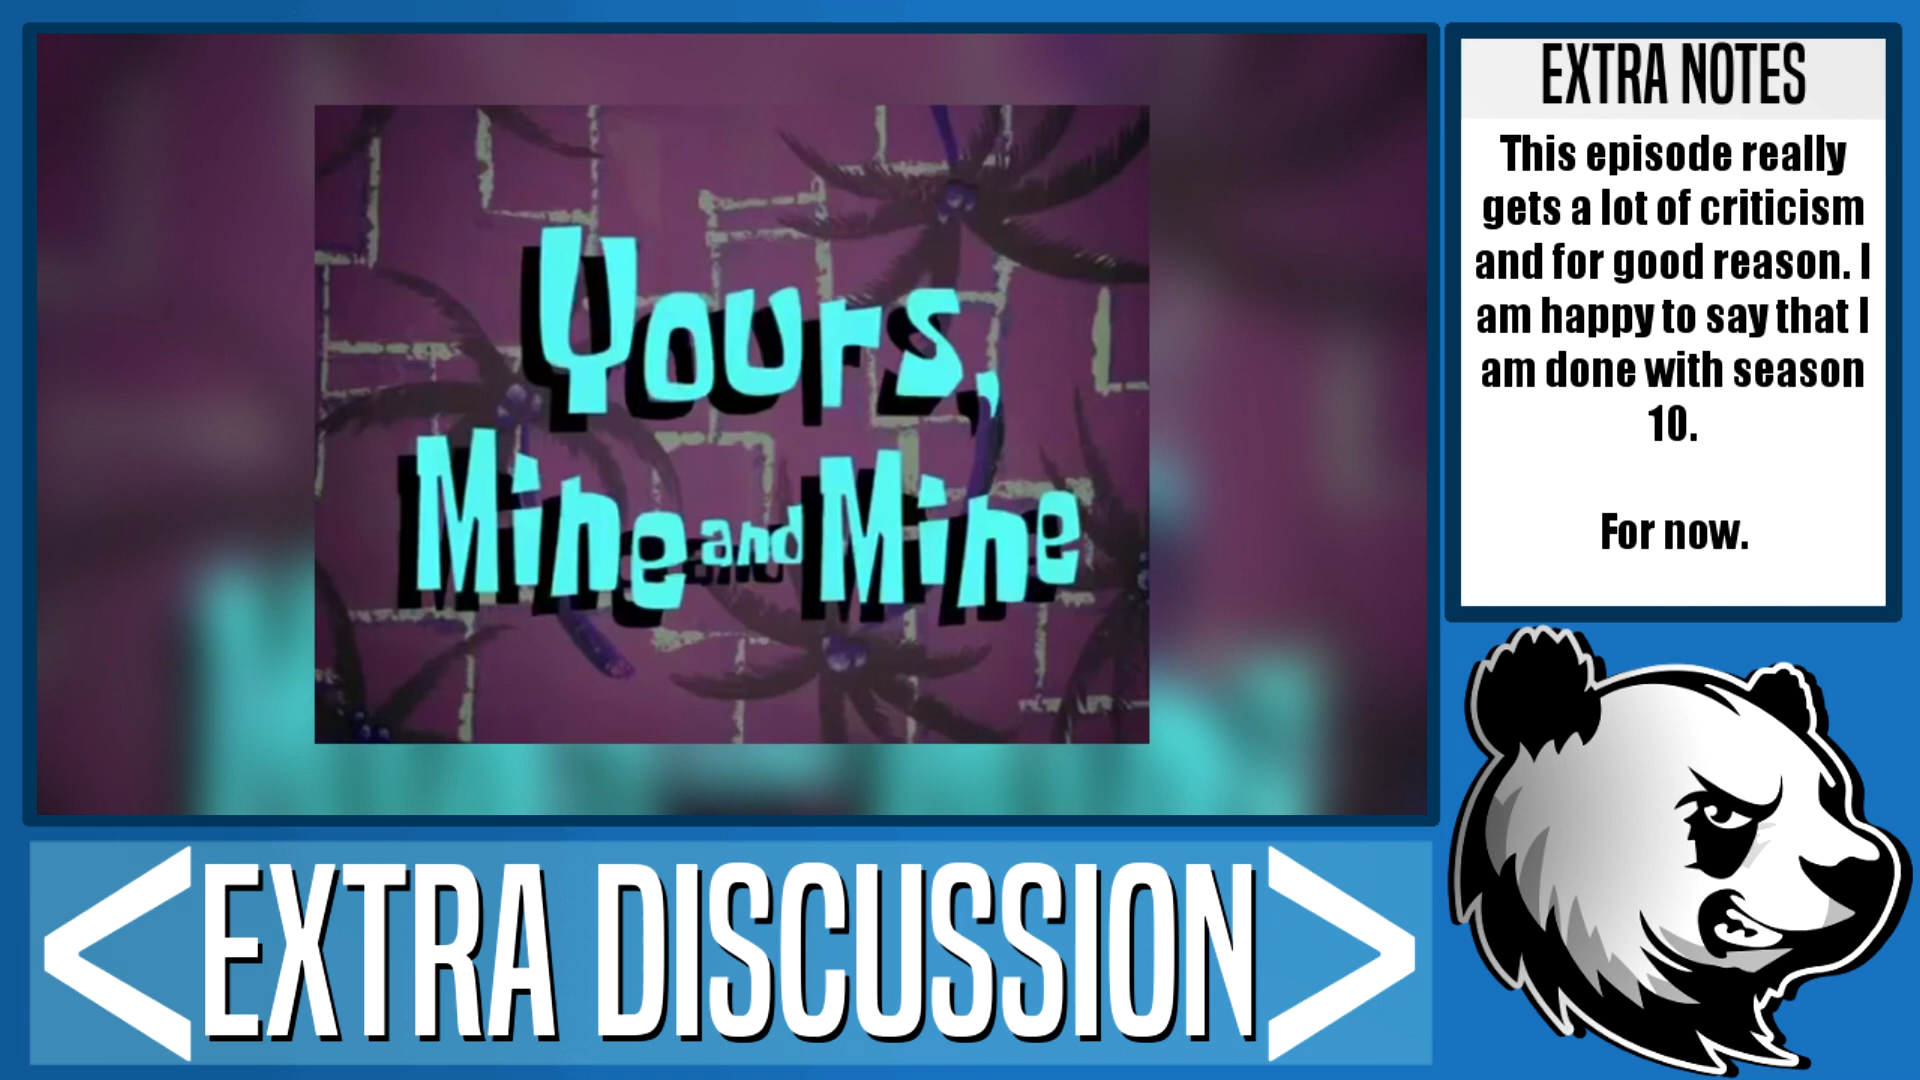 Yours,
Mine and Mine
EXTRA NOTES
This episode really
gets a lot of criticism
and for good reason. I
am happy to say that I
am done with season
10.
For now.
<EXTRA DISCUSSION>